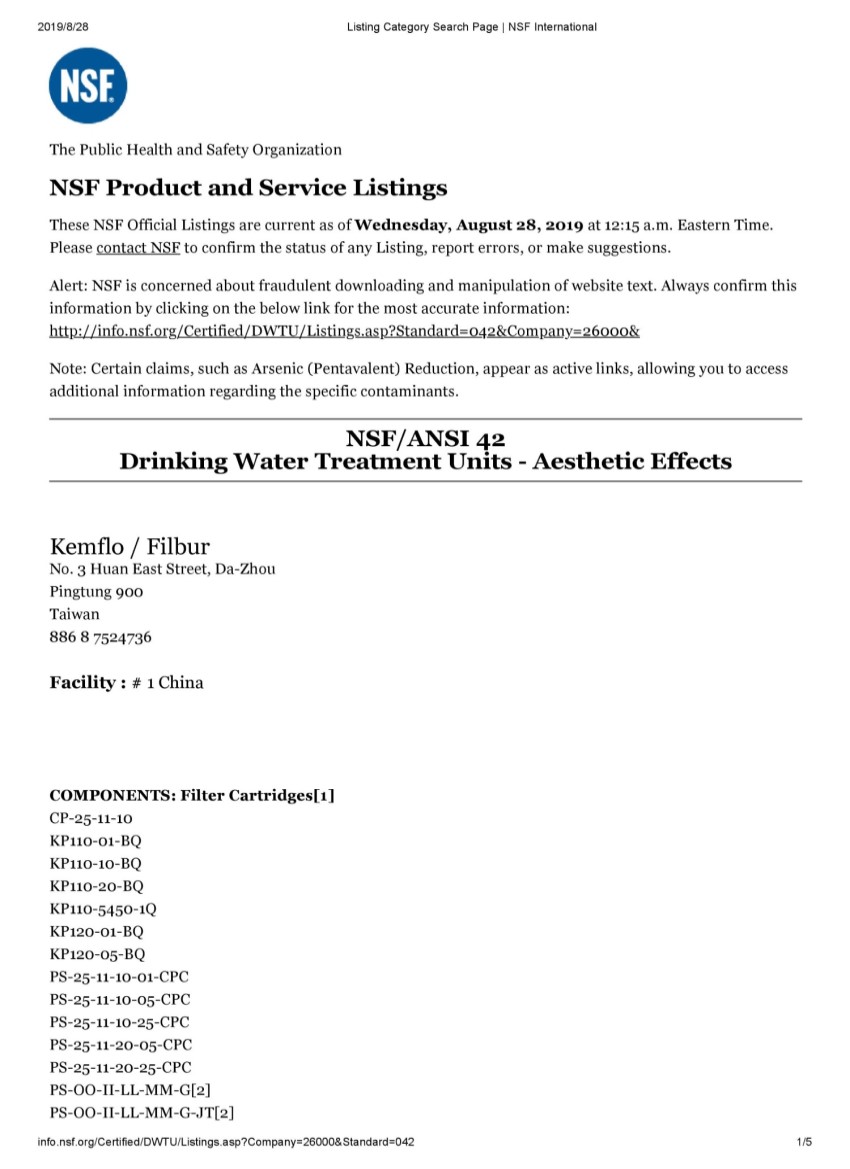 2019/8/28 Listing Category Search Page | NSF International
NSF®
The Public Health and Safety Organization
NSF Product and Service Listings
These NSF Official Listings are current as of Wednesday, August 28, 2019 at 12:15 a.m. Eastern Time.
Please contact NSF to confirm the status of any Listing, report errors, or make suggestions.
Alert: NSF is concerned about fraudulent downloading and manipulation of website text. Always confirm this
information by clicking on the below link for the most accurate information:
http://info.nsf.org/Certified/DWTU/Listings.asp?Standard=042&Company=26000&
Note: Certain claims, such as Arsenic (Pentavalent) Reduction, appear as active links, allowing you to access
additional information regarding the specific contaminants.
NSF/ANSI 42
Drinking Water Treatment Units - Aesthetic Effects
Kemflo / Filbur
No. 3 Huan East Street, Da-Zhou
Pingtung 900
Taiwan
886 8 7524736
Facility : # 1 China
COMPONENTS: Filter Cartridges[1]
CP-25-11-10
KP110-01-BQ
KP110-10-BQ
KP110-20-BQ
KP110-5450-1Q
KP120-01-BQ
KP120-05-BQ
PS-25-11-10-01-CPC
PS-25-11-10-05-CPC
PS-25-11-10-25-CPC
PS-25-11-20-05-CPC
PS-25-11-20-25-CPC
PS-OO-II-LL-MM-G[2]
PS-OO-II-LL-MM-G-JT[2]
info.nsf.org/Certified/DWTU/Listings.asp?Company=26000&Standard=042 1/5